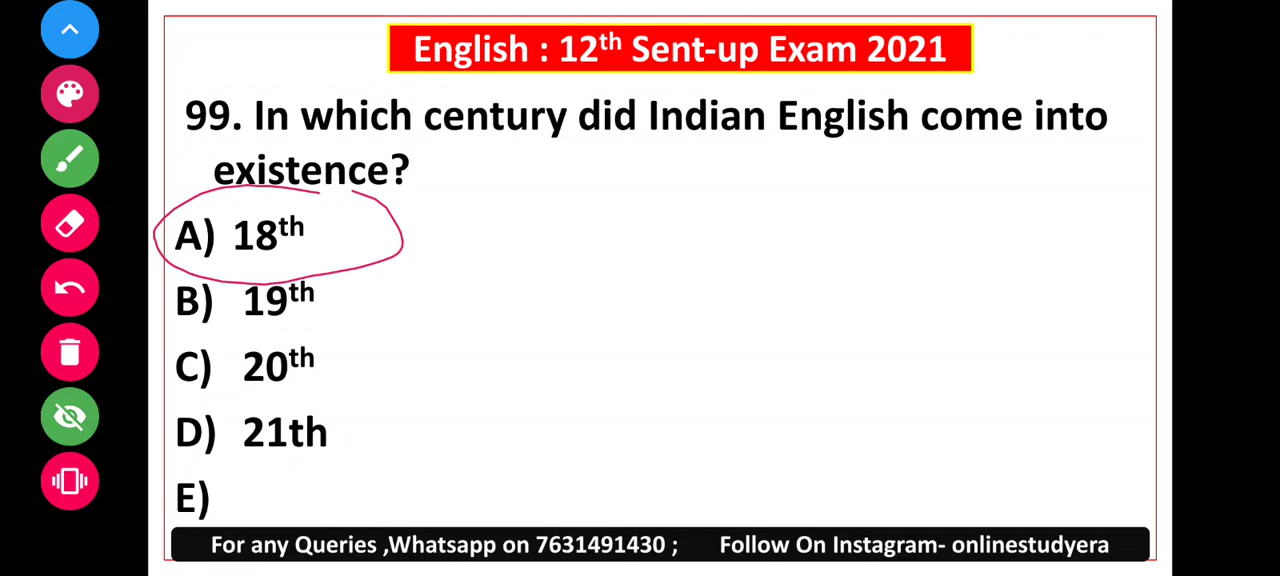 English : 12th Sent-up Exam 2021
99. In which century did Indian English come into
existence?
A) 18th
B) 19th
C) 20th
D) 21th
E)
For any Queries ,Whatsapp on 7631491430 ; Follow On Instagram- onlinestudyera